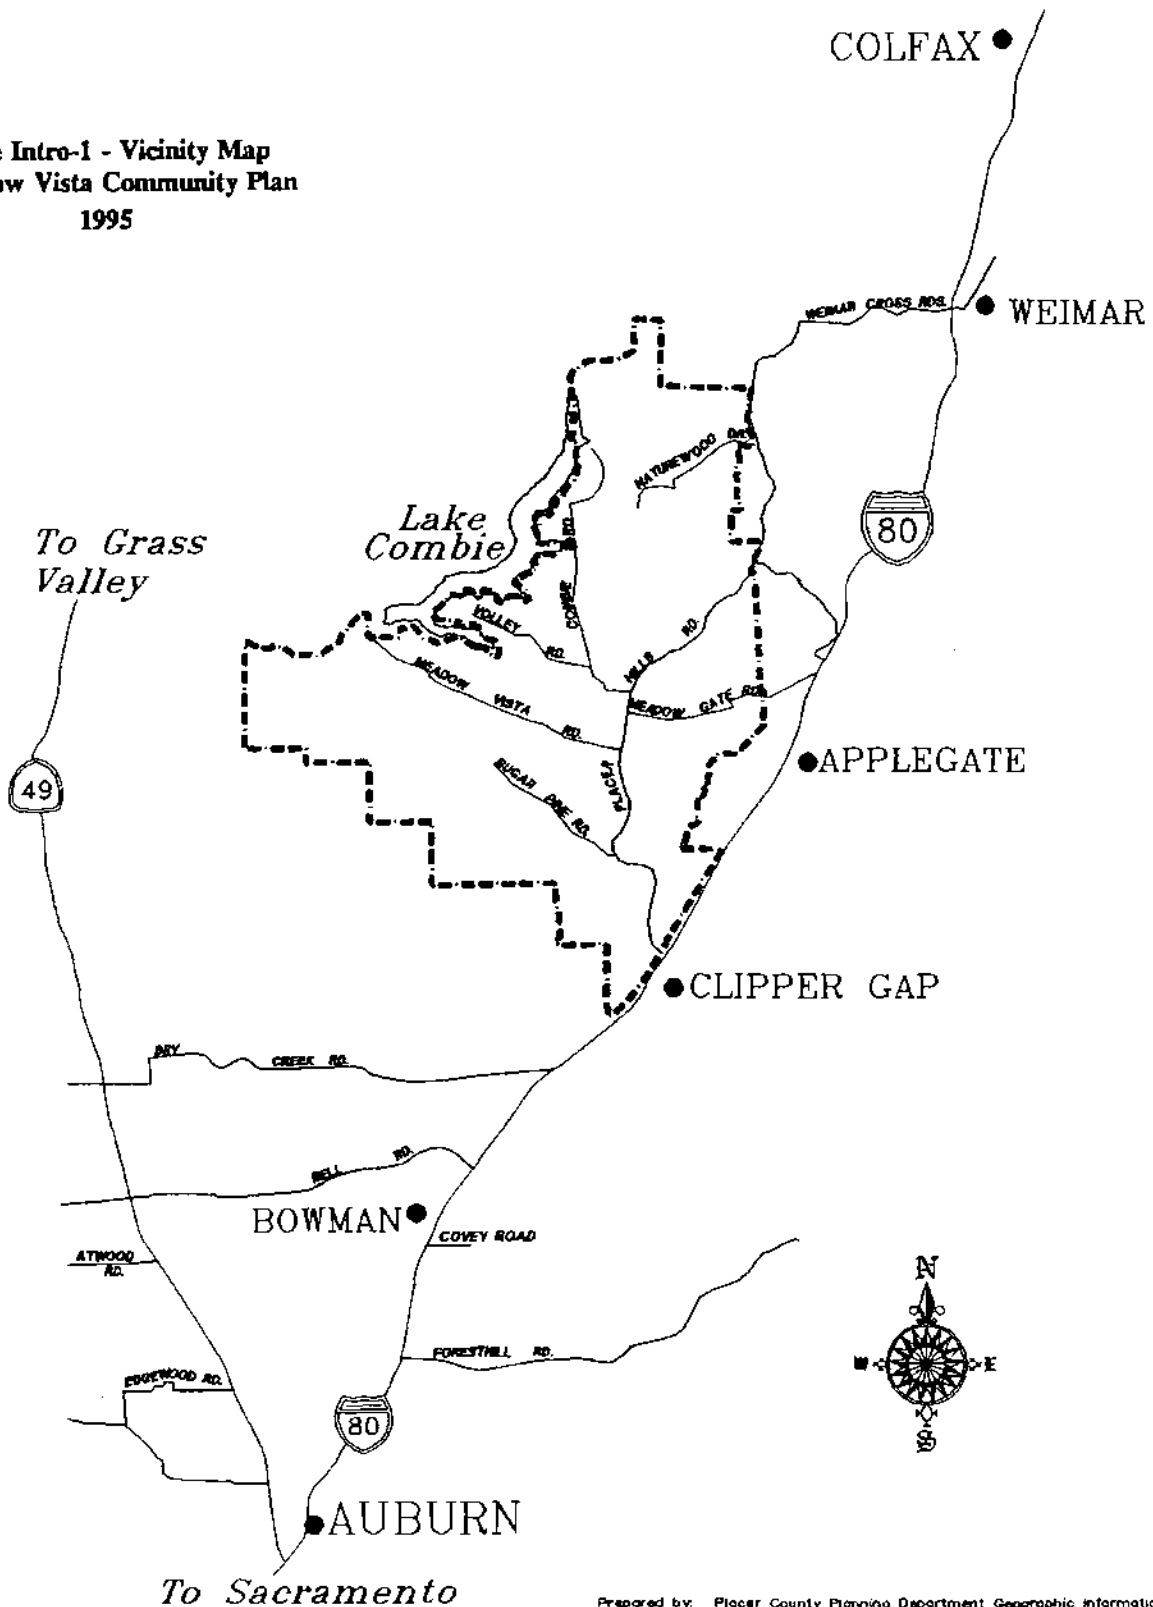 Intro-1 - Vicinity Map
w Vista Community Plan
1995
COLFAX
WEIMAR CROSS RDS.
WEIMAR
NATUREWOOD DR.
80
Lake
Combie
To Grass
Valley
COMBIE RD.
VOLLEY RD.
PLACER HILLS RD.
MEADOW VISTA RD.
MEADOW GATE RD.
SUGAR PINE RD.
APPLEGATE
49
CLIPPER GAP
DRY CREEK RD.
BELL RD.
BOWMAN
COVEY ROAD
ATWOOD
RD.
N
W E
S
FORESTHILL RD.
EDGEWOOD RD.
80
AUBURN
To Sacramento
Prepared by: Placer County Planning Department Geographic Informatio